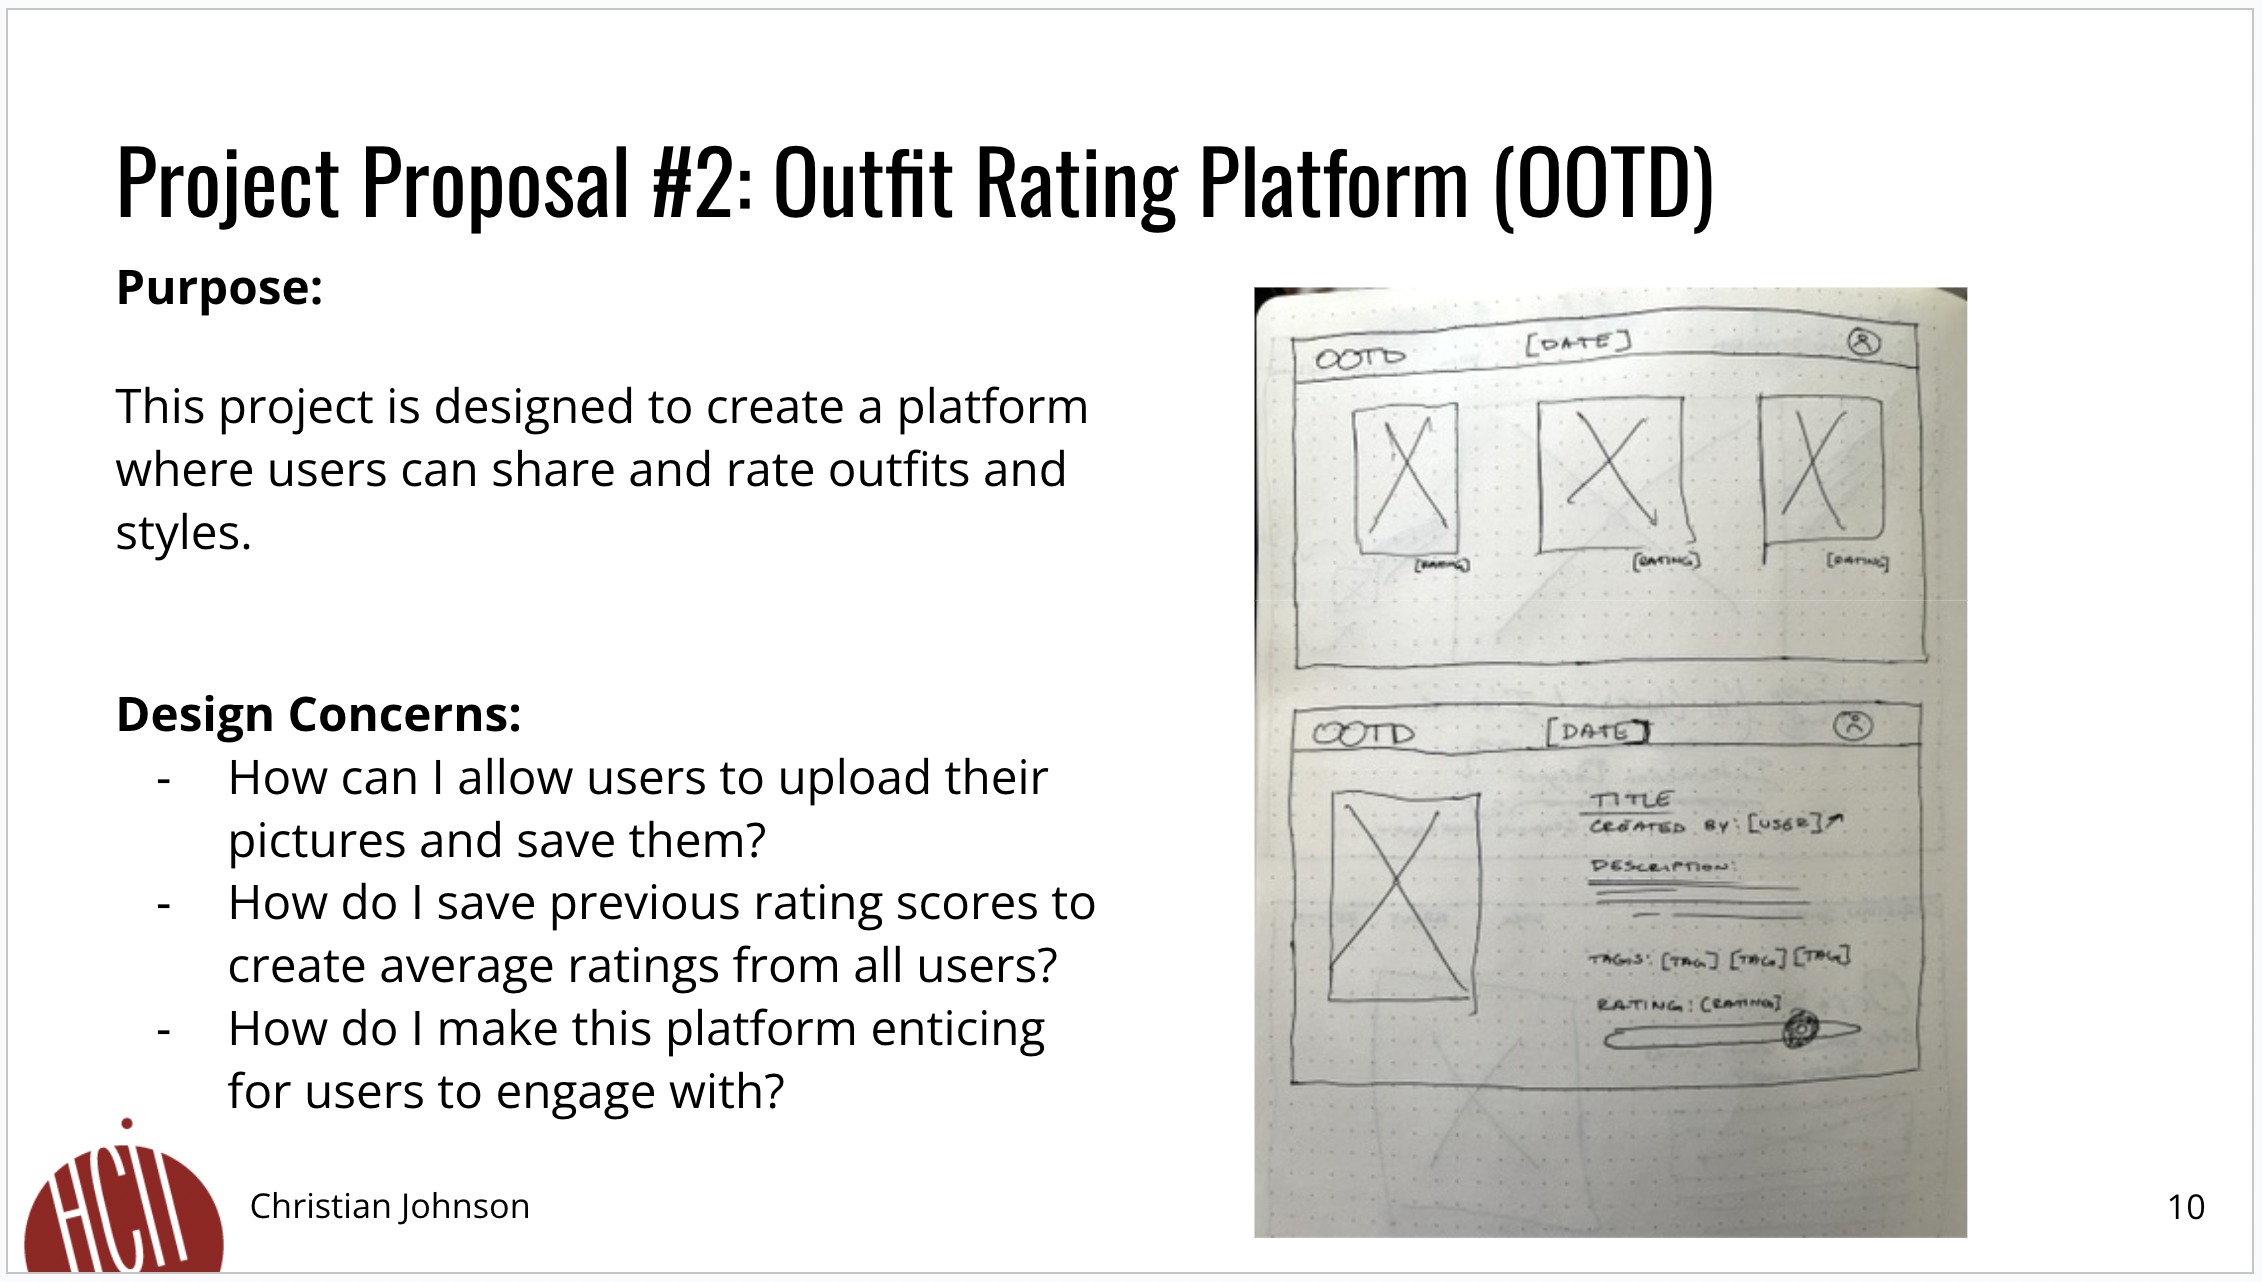 Project Proposal #2: Outfit Rating Platform (OOTD)
Purpose:
This project is designed to create a platform
where users can share and rate outfits and
styles.
Design Concerns:
- How can I allow users to upload their
pictures and save them?
- How do I save previous rating scores to
create average ratings from all users?
- How do I make this platform enticing
for users to engage with?
OOTD [DATE]
[RATING] [RATING] [RATING]
OOTD [DATE]
TITLE
CREATED BY: [USER]
DESCRIPTION:
TAGS: [TAG] [TAG] [TAG]
RATING: [RATING]
HCII
Christian Johnson
10